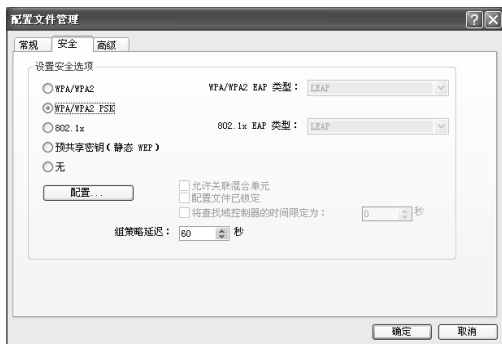 配置文件管理
常规 安全 高级
设置安全选项
WPA/WPA2 WPA/WPA2 EAP 类型： LEAP
WPA/WPA2 PSK
802.1x 802.1x EAP 类型： LEAP
预共享密钥(静态 WEP)
无
配置... 允许关联混合单元
配置文件已锁定
将查找域控制器的时间限定为： 0 秒
组策略延迟： 60 秒
确定 取消